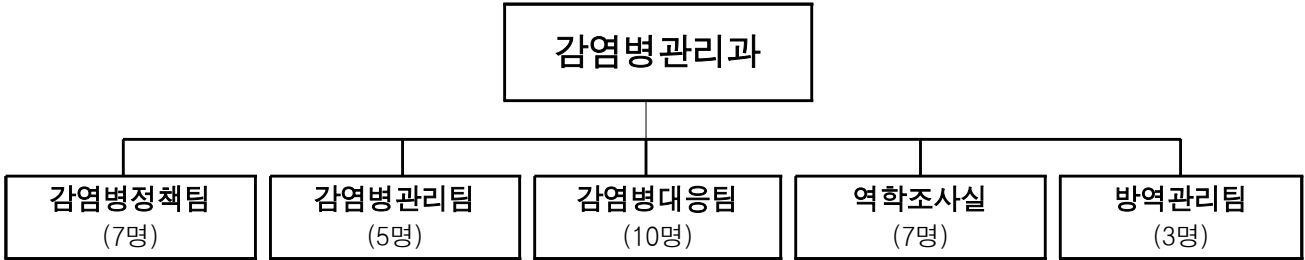 감염병관리과
감염병정책팀
(7명)
감염병관리팀
(5명)
감염병대응팀
(10명)
역학조사실
(7명)
방역관리팀
(3명)